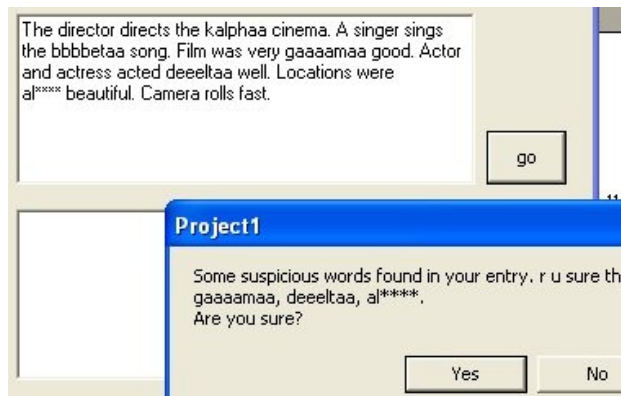 The director directs the kalphaa cinema. A singer sings
the bbbbetaa song. Film was very gaaaamaa good. Actor
and actress acted deeeltaa well. Locations were
al**** beautiful. Camera rolls fast.
go
Project1
Some suspicious words found in your entry. r u sure th
gaaaamaa, deeeltaa, al****.
Are you sure?
Yes
No